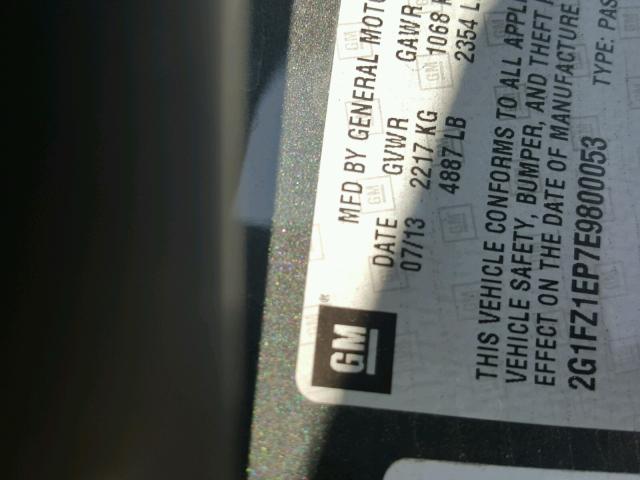 GM
MFD BY GENERAL MOTO
DATE GVWR GAWR
07/13 2217 KG 1068 K
4887 LB 2354 L
THIS VEHICLE CONFORMS TO ALL APPL
VEHICLE SAFETY, BUMPER, AND THEFT
EFFECT ON THE DATE OF MANUFACTURE
2G1FZ1EP7E9800053 TYPE: PAS